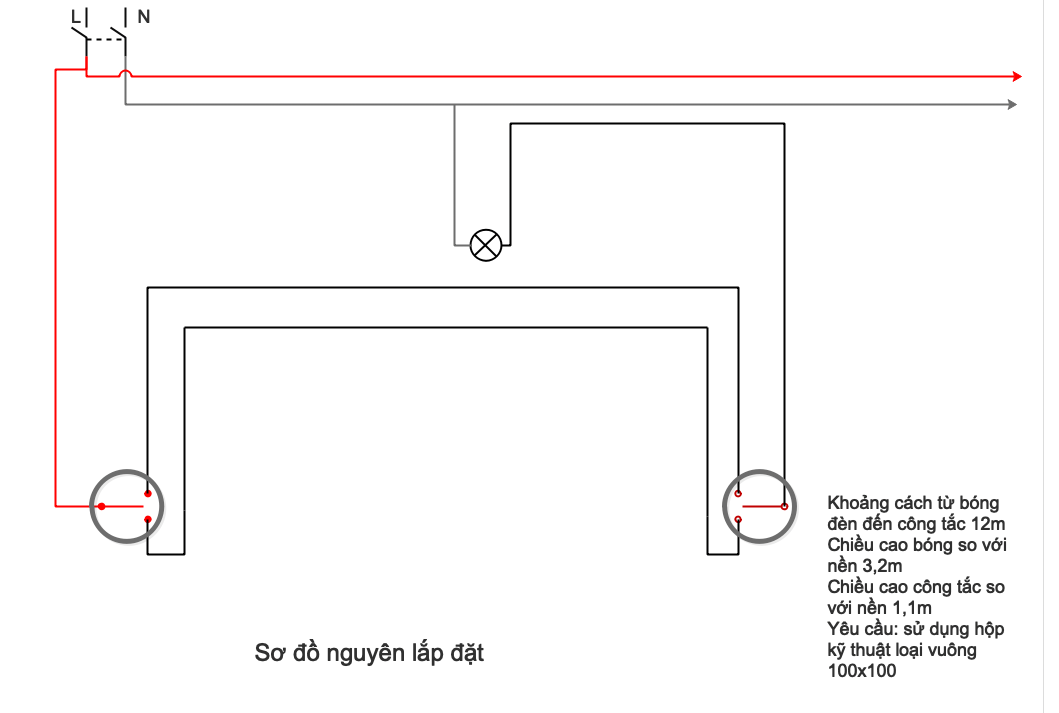 L N
Khoảng cách từ bóng
đèn đến công tắc 12m
Chiều cao bóng so với
nền 3,2m
Chiều cao công tắc so
với nền 1,1m
Yêu cầu: sử dụng hộp
kỹ thuật loại vuông
100x100
Sơ đồ nguyên lắp đặt